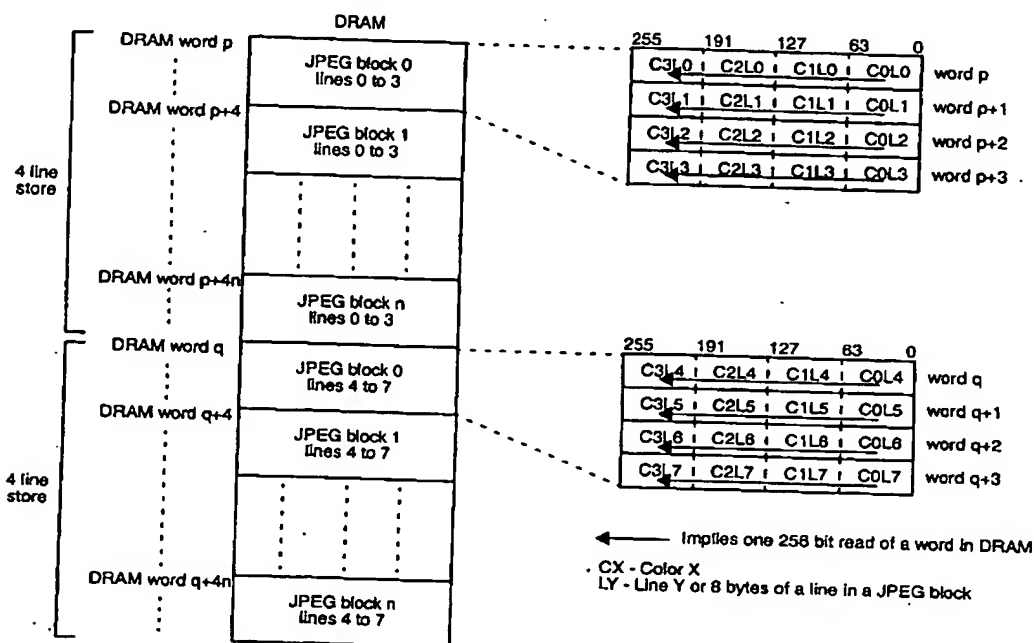 DRAM
DRAM word p
JPEG block 0
lines 0 to 3
DRAM word p+4
JPEG block 1
lines 0 to 3
4 line
store
DRAM word p+4n
JPEG block n
lines 0 to 3
255 191 127 63 0
C3L0 C2L0 C1L0 C0L0 word p
C3L1 C2L1 C1L1 C0L1 word p+1
C3L2 C2L2 C1L2 C0L2 word p+2
C3L3 C2L3 C1L3 C0L3 word p+3
DRAM word q
JPEG block 0
lines 4 to 7
DRAM word q+4
JPEG block 1
lines 4 to 7
4 line
store
DRAM word q+4n
JPEG block n
lines 4 to 7
255 191 127 63 0
C3L4 C2L4 C1L4 C0L4 word q
C3L5 C2L5 C1L5 C0L5 word q+1
C3L6 C2L6 C1L6 C0L6 word q+2
C3L7 C2L7 C1L7 C0L7 word q+3
Implies one 256 bit read of a word in DRAM
CX - Color X
LY - Line Y or 8 bytes of a line in a JPEG block